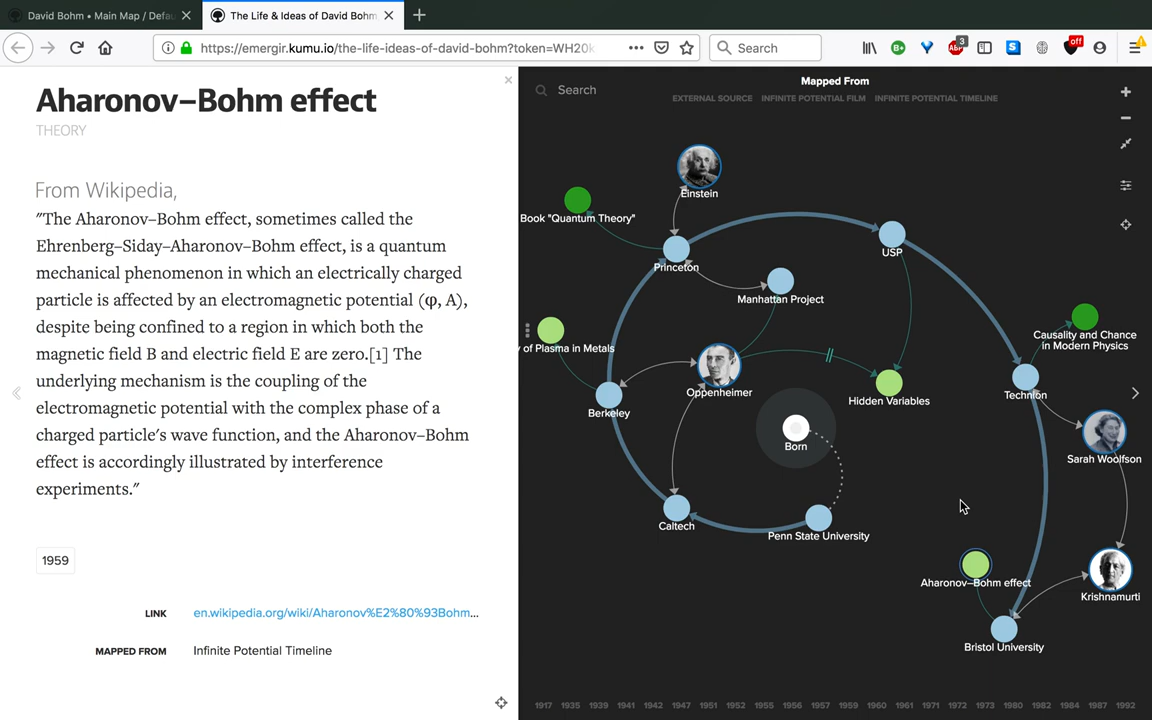 David Bohm • Main Map / Defau
The Life & Ideas of David Bohm
https://emergir.kumu.io/the-life-ideas-of-david-bohm?token=WH20k
Search
B+
ABP
3
S
off
Aharonov–Bohm effect
THEORY
From Wikipedia,
"The Aharonov–Bohm effect, sometimes called the
Ehrenberg–Siday–Aharonov–Bohm effect, is a quantum
mechanical phenomenon in which an electrically charged
particle is affected by an electromagnetic potential (φ, A),
despite being confined to a region in which both the
magnetic field B and electric field E are zero.[1] The
underlying mechanism is the coupling of the
electromagnetic potential with the complex phase of a
charged particle's wave function, and the Aharonov–Bohm
effect is accordingly illustrated by interference
experiments."
1959
LINK en.wikipedia.org/wiki/Aharonov%E2%80%93Bohm...
MAPPED FROM Infinite Potential Timeline
Search
Mapped From
EXTERNAL SOURCE INFINITE POTENTIAL FILM INFINITE POTENTIAL TIMELINE
Einstein
Book "Quantum Theory"
USP
Princeton
Manhattan Project
Causality and Chance
in Modern Physics
y of Plasma in Metals
Oppenheimer
Hidden Variables
Technion
Berkeley
Born
Sarah Woolfson
Caltech
Penn State University
Aharonov–Bohm effect
Krishnamurti
Bristol University
1917 1935 1939 1941 1942 1947 1951 1952 1955 1956 1957 1959 1960 1961 1971 1972 1973 1980 1982 1984 1987 1992